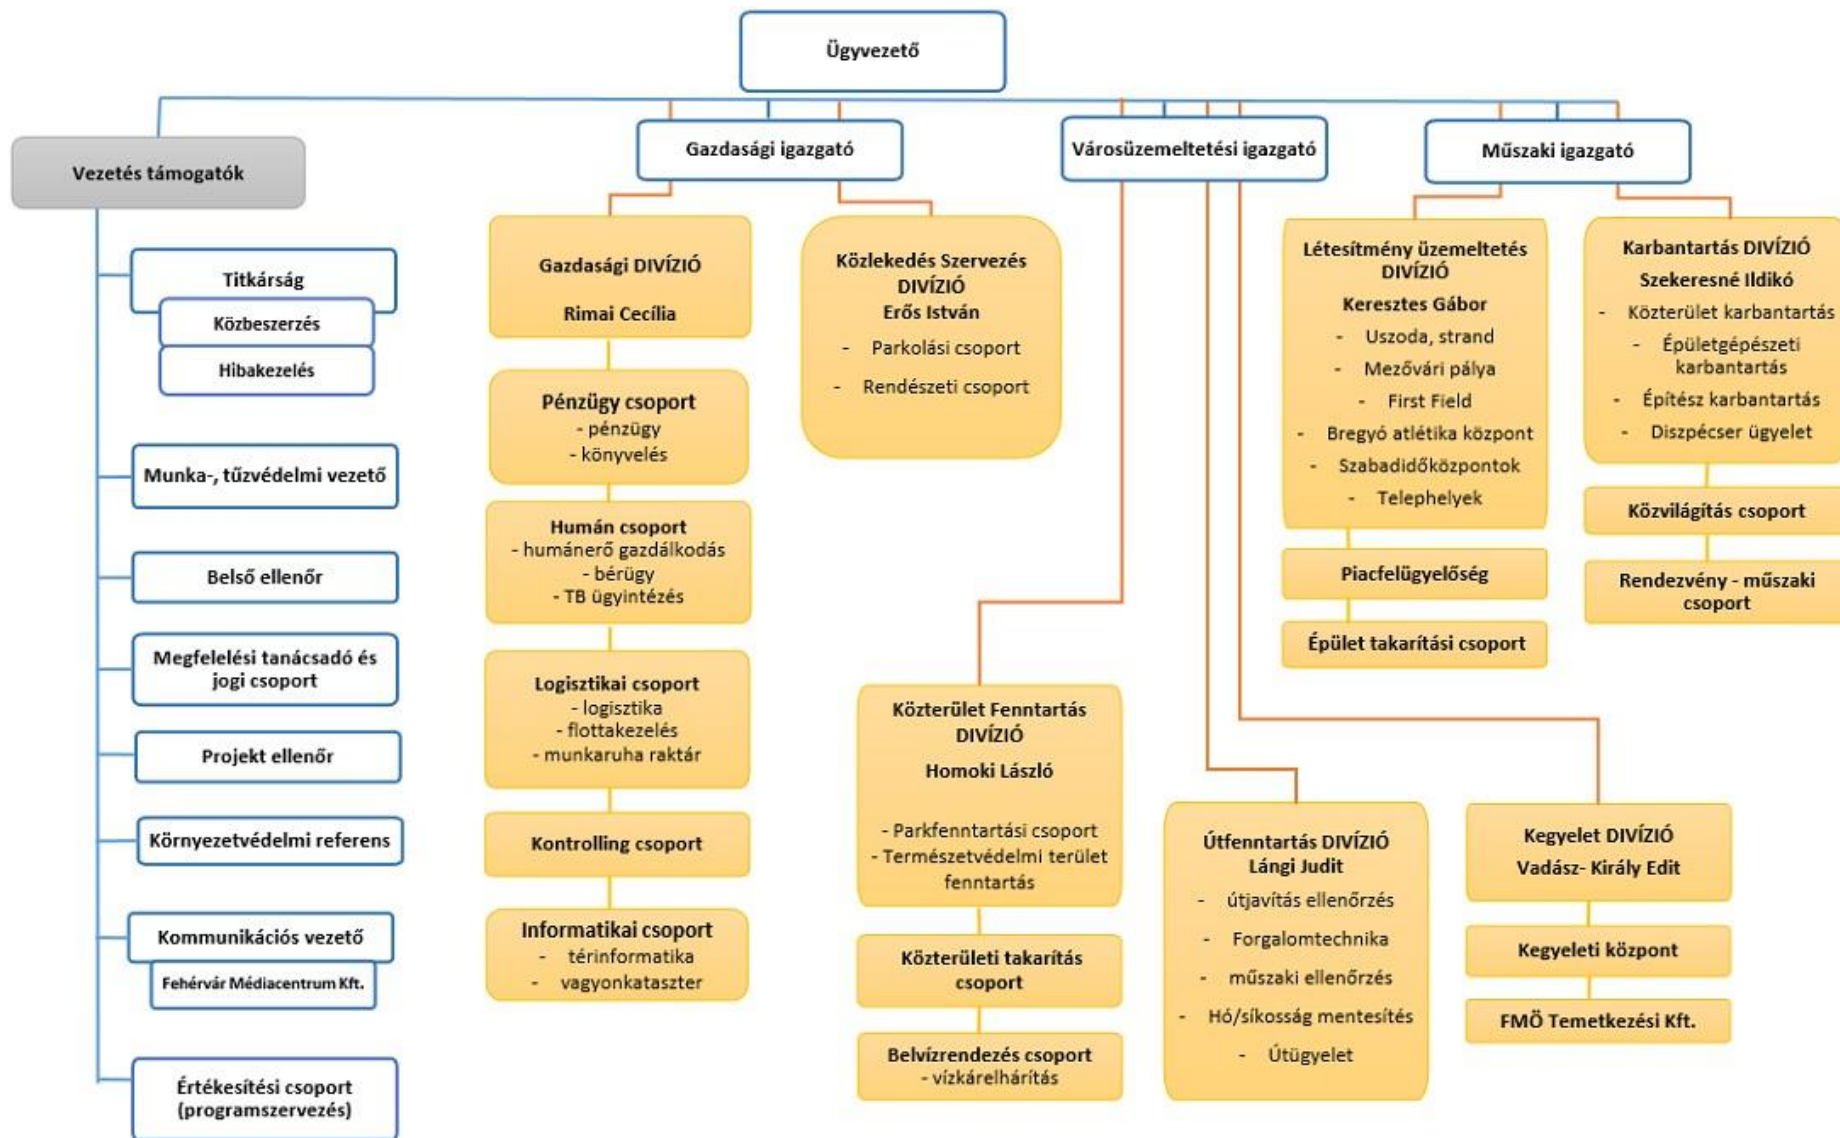 Ügyvezető
Vezetés támogatók
Titkárság
Közbeszerzés
Hibakezelés
Munka-, tűzvédelmi vezető
Belső ellenőr
Megfelelési tanácsadó és
jogi csoport
Projekt ellenőr
Környezetvédelmi referens
Kommunikációs vezető
Fehérvár Médiacentrum Kft.
Értékesítési csoport
(programszervezés)
Gazdasági igazgató
Gazdasági DIVÍZIÓ
Rimai Cecília
Pénzügy csoport
- pénzügy
- könyvelés
Humán csoport
- humánerő gazdálkodás
- bérügy
- TB ügyintézés
Logisztikai csoport
- logisztika
- flottakezelés
- munkaruha raktár
Kontrolling csoport
Informatikai csoport
- térinformatika
- vagyonkataszter
Közlekedés Szervezés
DIVÍZIÓ
Erős István
- Parkolási csoport
- Rendészeti csoport
Városüzemeltetési igazgató
Közterület Fenntartás
DIVÍZIÓ
Homoki László
- Parkfenntartási csoport
- Természetvédelmi terület
fenntartás
Közterületi takarítás
csoport
Belvízrendezés csoport
- vízkárelhárítás
Útfenntartás DIVÍZIÓ
Lángi Judit
- útjavítás ellenőrzés
- Forgalomtechnika
- műszaki ellenőrzés
- Hó/síkosság mentesítés
- Útügyelet
Kegyelet DIVÍZIÓ
Vadász- Király Edit
Kegyeleti központ
FMÖ Temetkezési Kft.
Műszaki igazgató
Létesítmény üzemeltetés
DIVÍZIÓ
Keresztes Gábor
- Uszoda, strand
- Mezővári pálya
- First Field
- Bregyó atlétika központ
- Szabadidőközpontok
- Telephelyek
Piacfelügyelőség
Épület takarítási csoport
Karbantartás DIVÍZIÓ
Szekeresné Ildikó
- Közterület karbantartás
- Épületgépészeti
karbantartás
- Építész karbantartás
- Diszpécser ügyelet
Közvilágítás csoport
Rendezvény - műszaki
csoport